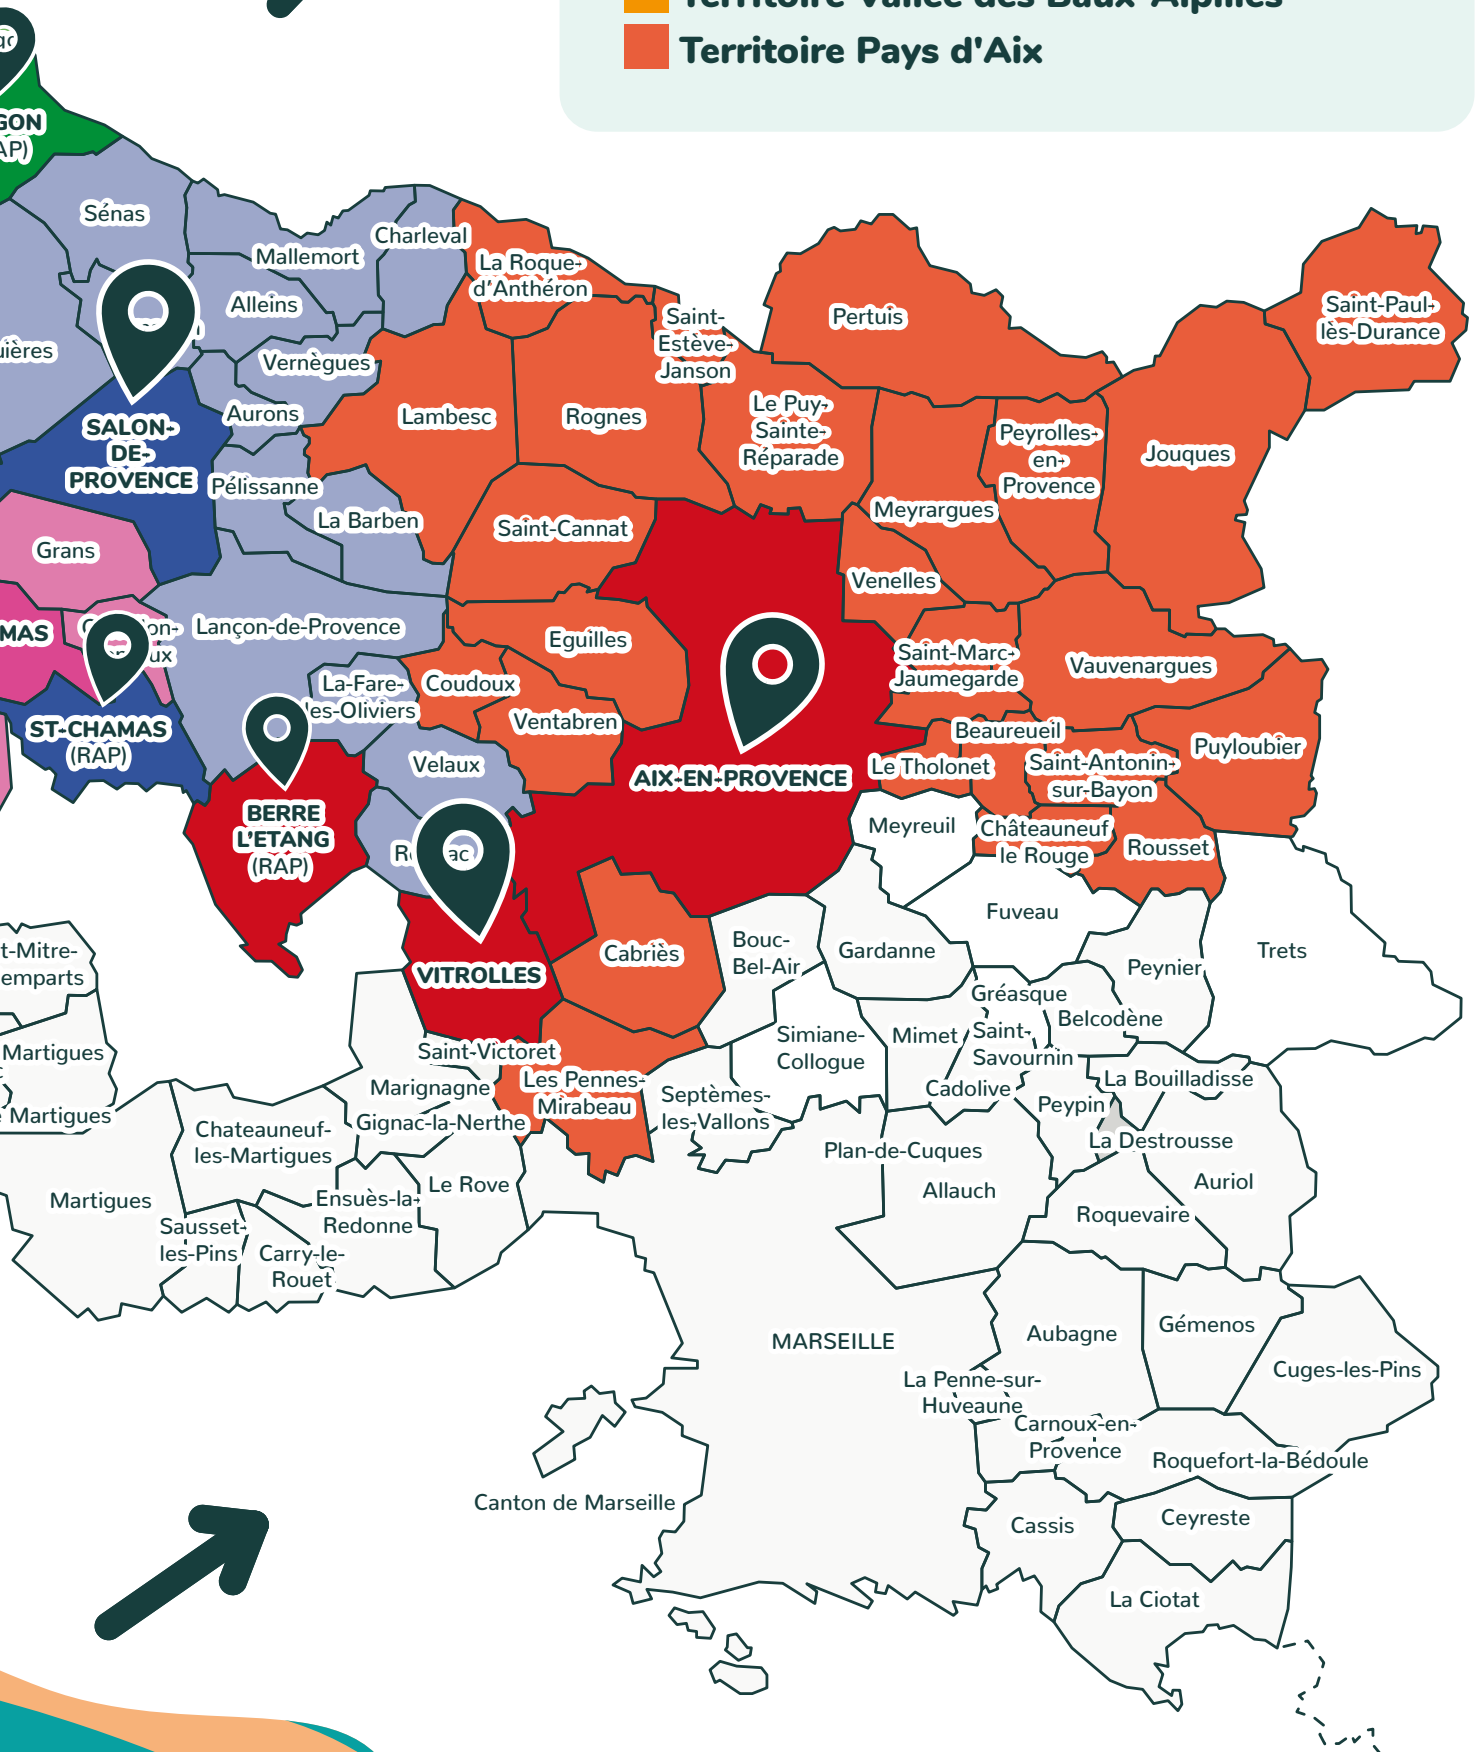 Territoire Pays d'Aix
Sénas
Mallemort
Charleval
La Roque-
d'Anthéron
Alleins
Saint-
Estève-
Janson
Pertuis
Saint-Paul-
lès-Durance
Vernègues
Aurons
Lambesc
Rognes
Le Puy-
Sainte-
Réparade
Peyrolles-
en-
Provence
Jouques
SALON-
DE-
PROVENCE
Pélissanne
La Barben
Saint-Cannat
Meyrargues
Grans
Venelles
MAS
Lançon-de-Provence
Eguilles
Saint-Marc-
Jaumegarde
Vauvenargues
La-Fare-
les-Oliviers
Coudoux
Ventabren
ST-CHAMAS
(RAP)
Beaureueil
Puyloubier
Velaux
AIX-EN-PROVENCE
Le Tholonet
Saint-Antonin-
sur-Bayon
BERRE
L'ETANG
(RAP)
Meyreuil
Châteauneuf
le Rouge
Rousset
Fuveau
Cabriès
Bouc-
Bel-Air
Gardanne
Peynier
Trets
t-Mitre-
emparts
VITROLLES
Gréasque
Belcodène
Martigues
Saint-Victoret
Simiane-
Collogue
Mimet
Saint-
Savournin
Marignagne
Les Pennes-
Mirabeau
Septèmes-
les-Vallons
Cadolive
La Bouilladisse
Peypin
Martigues
Gignac-la-Nerthe
Chateauneuf-
les-Martigues
Plan-de-Cuques
La Destrousse
Martigues
Ensuès-la-
Redonne
Le Rove
Allauch
Auriol
Roquevaire
Sausset-
les-Pins
Carry-le-
Rouet
MARSEILLE
Aubagne
Gémenos
Cuges-les-Pins
La Penne-sur-
Huveaune
Carnoux-en-
Provence
Roquefort-la-Bédoule
Canton de Marseille
Cassis
Ceyreste
La Ciotat